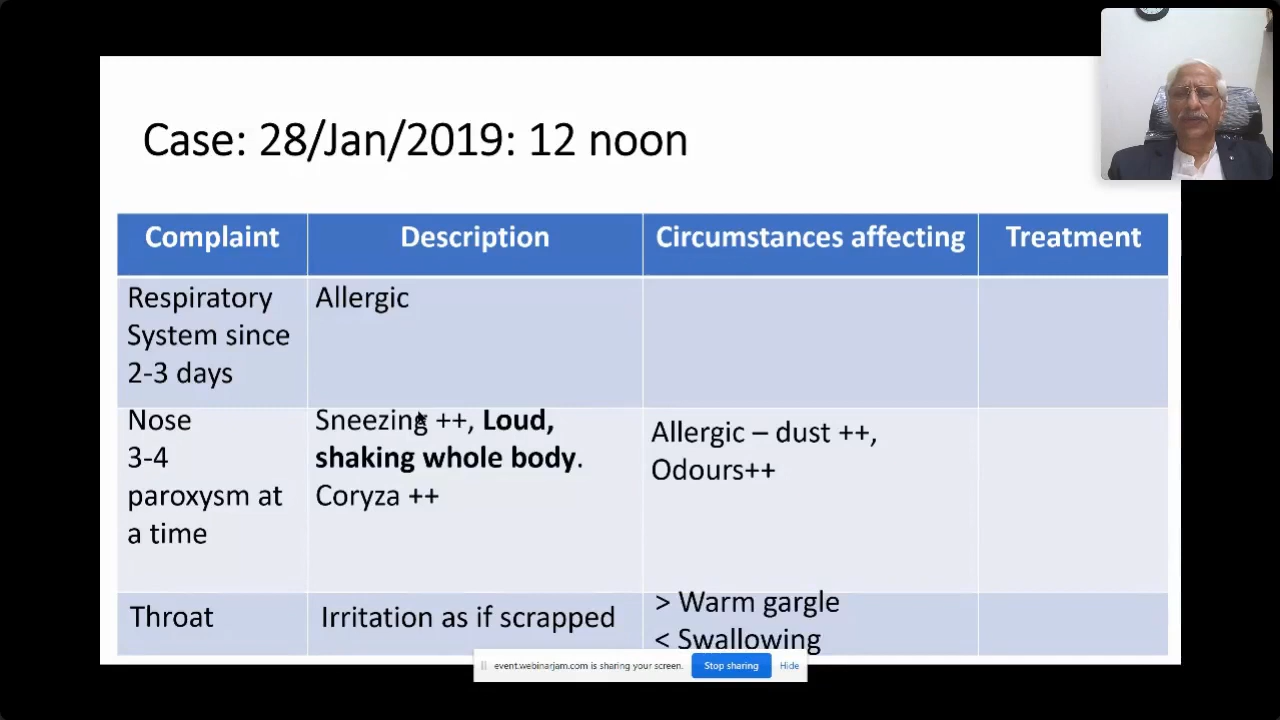 Case: 28/Jan/2019: 12 noon
Complaint
Description
Circumstances affecting
Treatment
Respiratory
System since
2-3 days
Allergic
Nose
3-4
paroxysm at
a time
Sneezing ++, Loud,
shaking whole body.
Coryza ++
Allergic – dust ++,
Odours++
Throat
Irritation as if scrapped
> Warm gargle
< Swallowing
event.webinarjam.com is sharing your screen.
Stop sharing
Hide